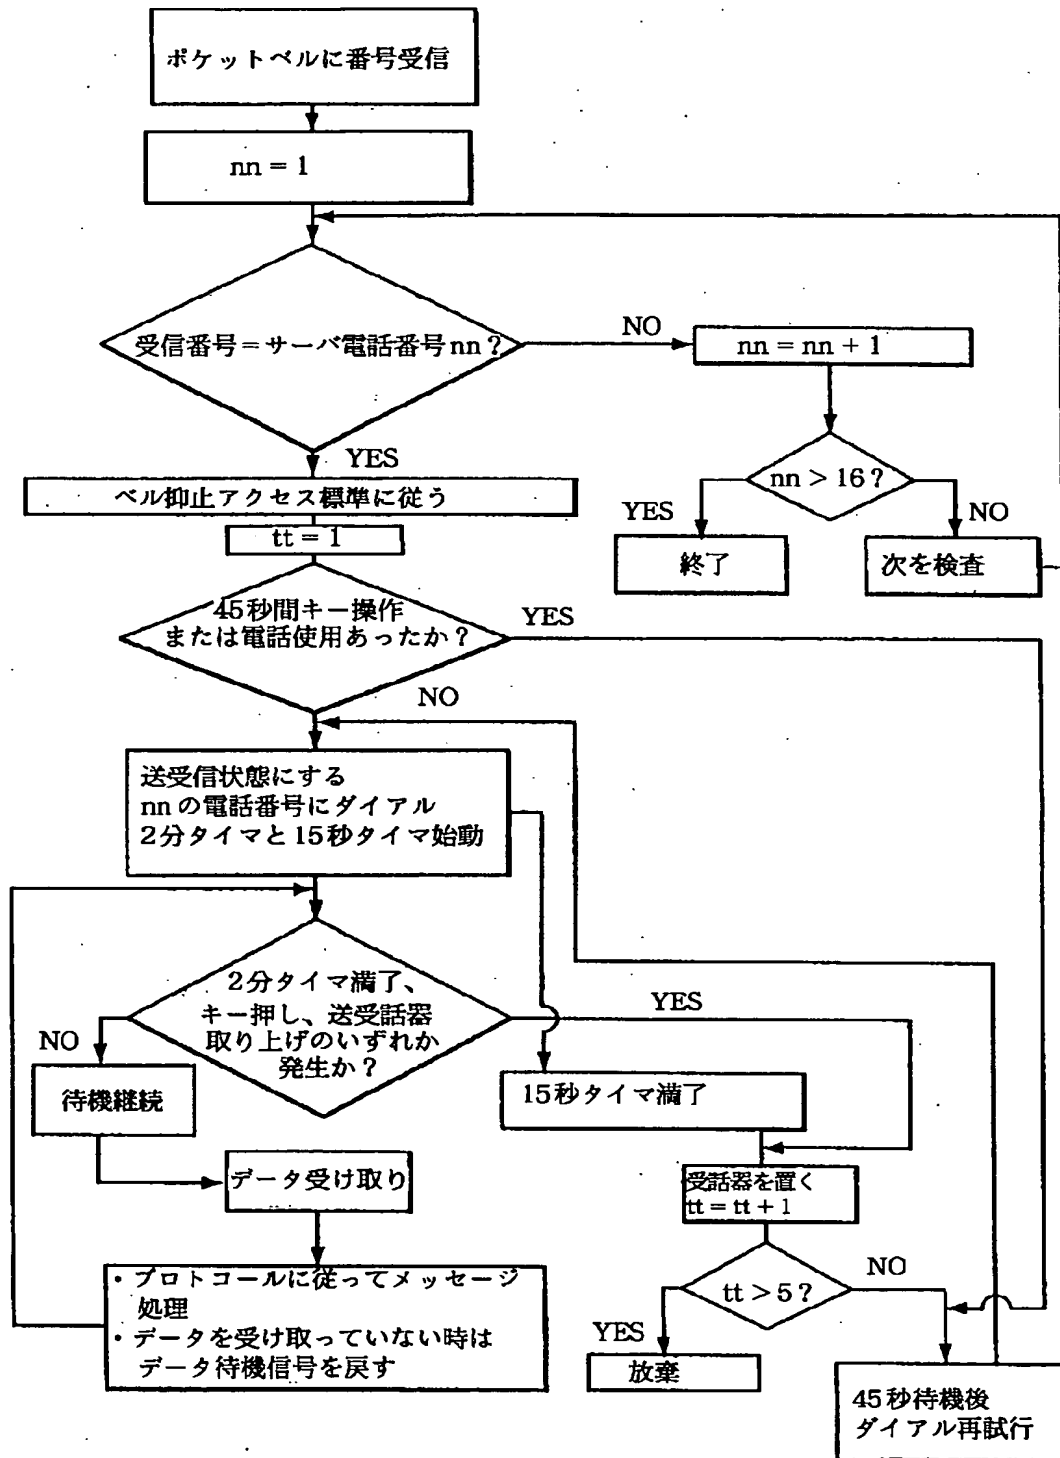 ポケットベルに番号受信
nn = 1
受信番号＝サーバ電話番号nn？
NO
nn = nn + 1
YES
nn > 16？
YES
NO
終了
次を検査
ベル抑止アクセス標準に従う
tt = 1
45秒間キー操作
または電話使用あったか？
YES
NO
送受信状態にする
nnの電話番号にダイアル
2分タイマと15秒タイマ始動
2分タイマ満了、
キー押し、送受話器
取り上げのいずれか
発生か？
YES
NO
待機継続
15秒タイマ満了
データ受け取り
受話器を置く
tt = tt + 1
tt > 5？
NO
YES
放棄
・プロトコールに従ってメッセージ
処理
・データを受け取っていない時は
データ待機信号を戻す
45秒待機後
ダイアル再試行